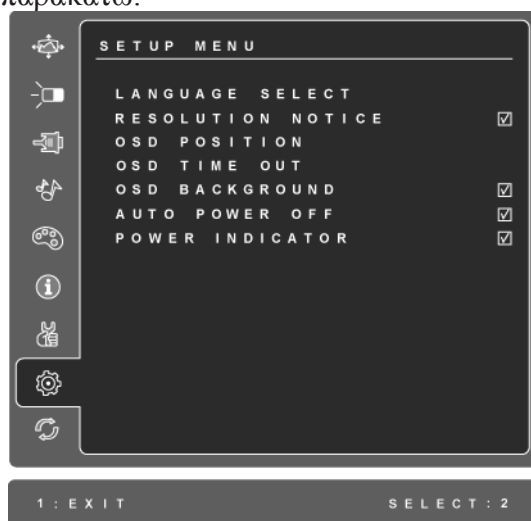 παρακάτω.
SETUP MENU
LANGUAGE SELECT
RESOLUTION NOTICE ☑
OSD POSITION
OSD TIME OUT
OSD BACKGROUND ☑
AUTO POWER OFF ☑
POWER INDICATOR ☑
1:EXIT SELECT:2